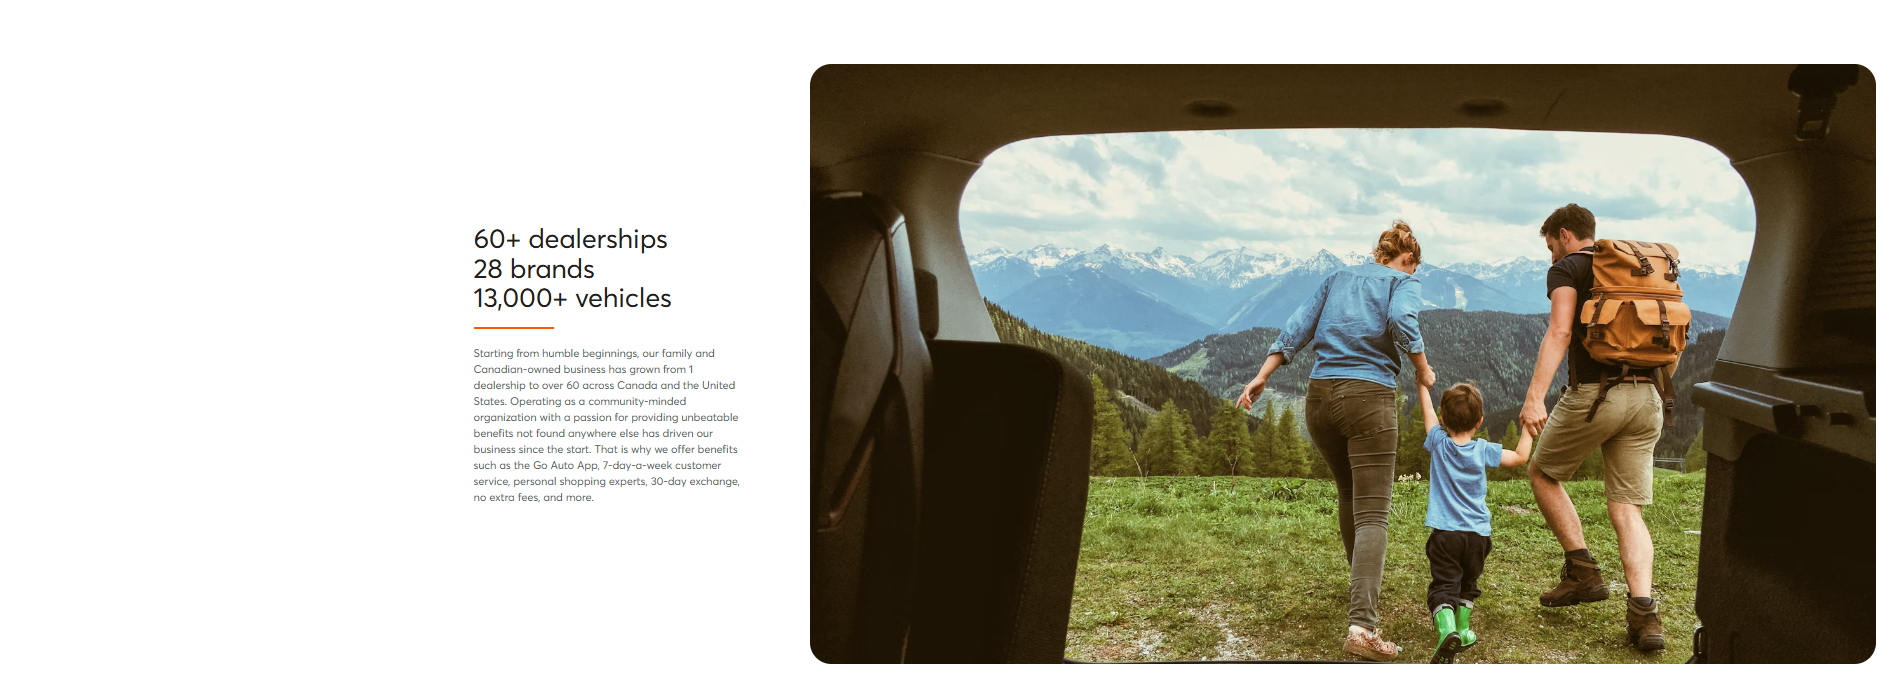 60+ dealerships
28 brands
13,000+ vehicles
Starting from humble beginnings, our family and
Canadian-owned business has grown from 1
dealership to over 60 across Canada and the United
States. Operating as a community-minded
organization with a passion for providing unbeatable
benefits not found anywhere else has driven our
business since the start. That is why we offer benefits
such as the Go Auto App, 7-day-a-week customer
service, personal shopping experts, 30-day exchange,
no extra fees, and more.